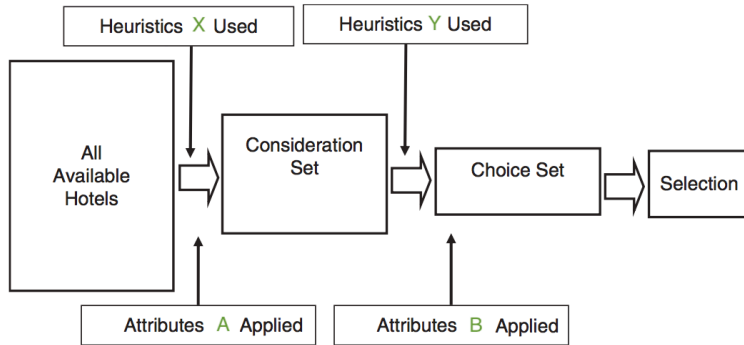 Heuristics X Used
Heuristics Y Used
All
Available
Hotels
Consideration
Set
Choice Set
Selection
Attributes A Applied
Attributes B Applied